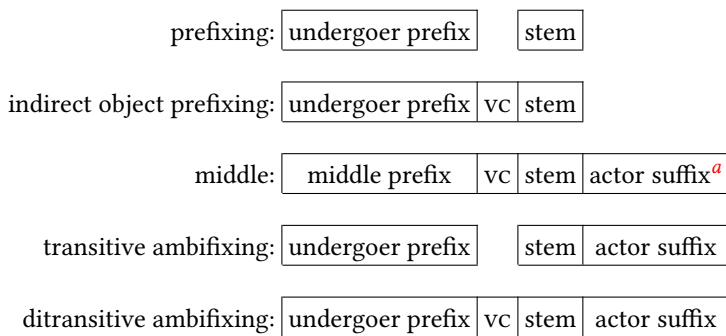 prefixing: undergoer prefix stem
indirect object prefixing: undergoer prefix VC stem
middle: middle prefix VC stem actor suffix a
transitive ambifixing: undergoer prefix stem actor suffix
ditransitive ambifixing: undergoer prefix VC stem actor suffix